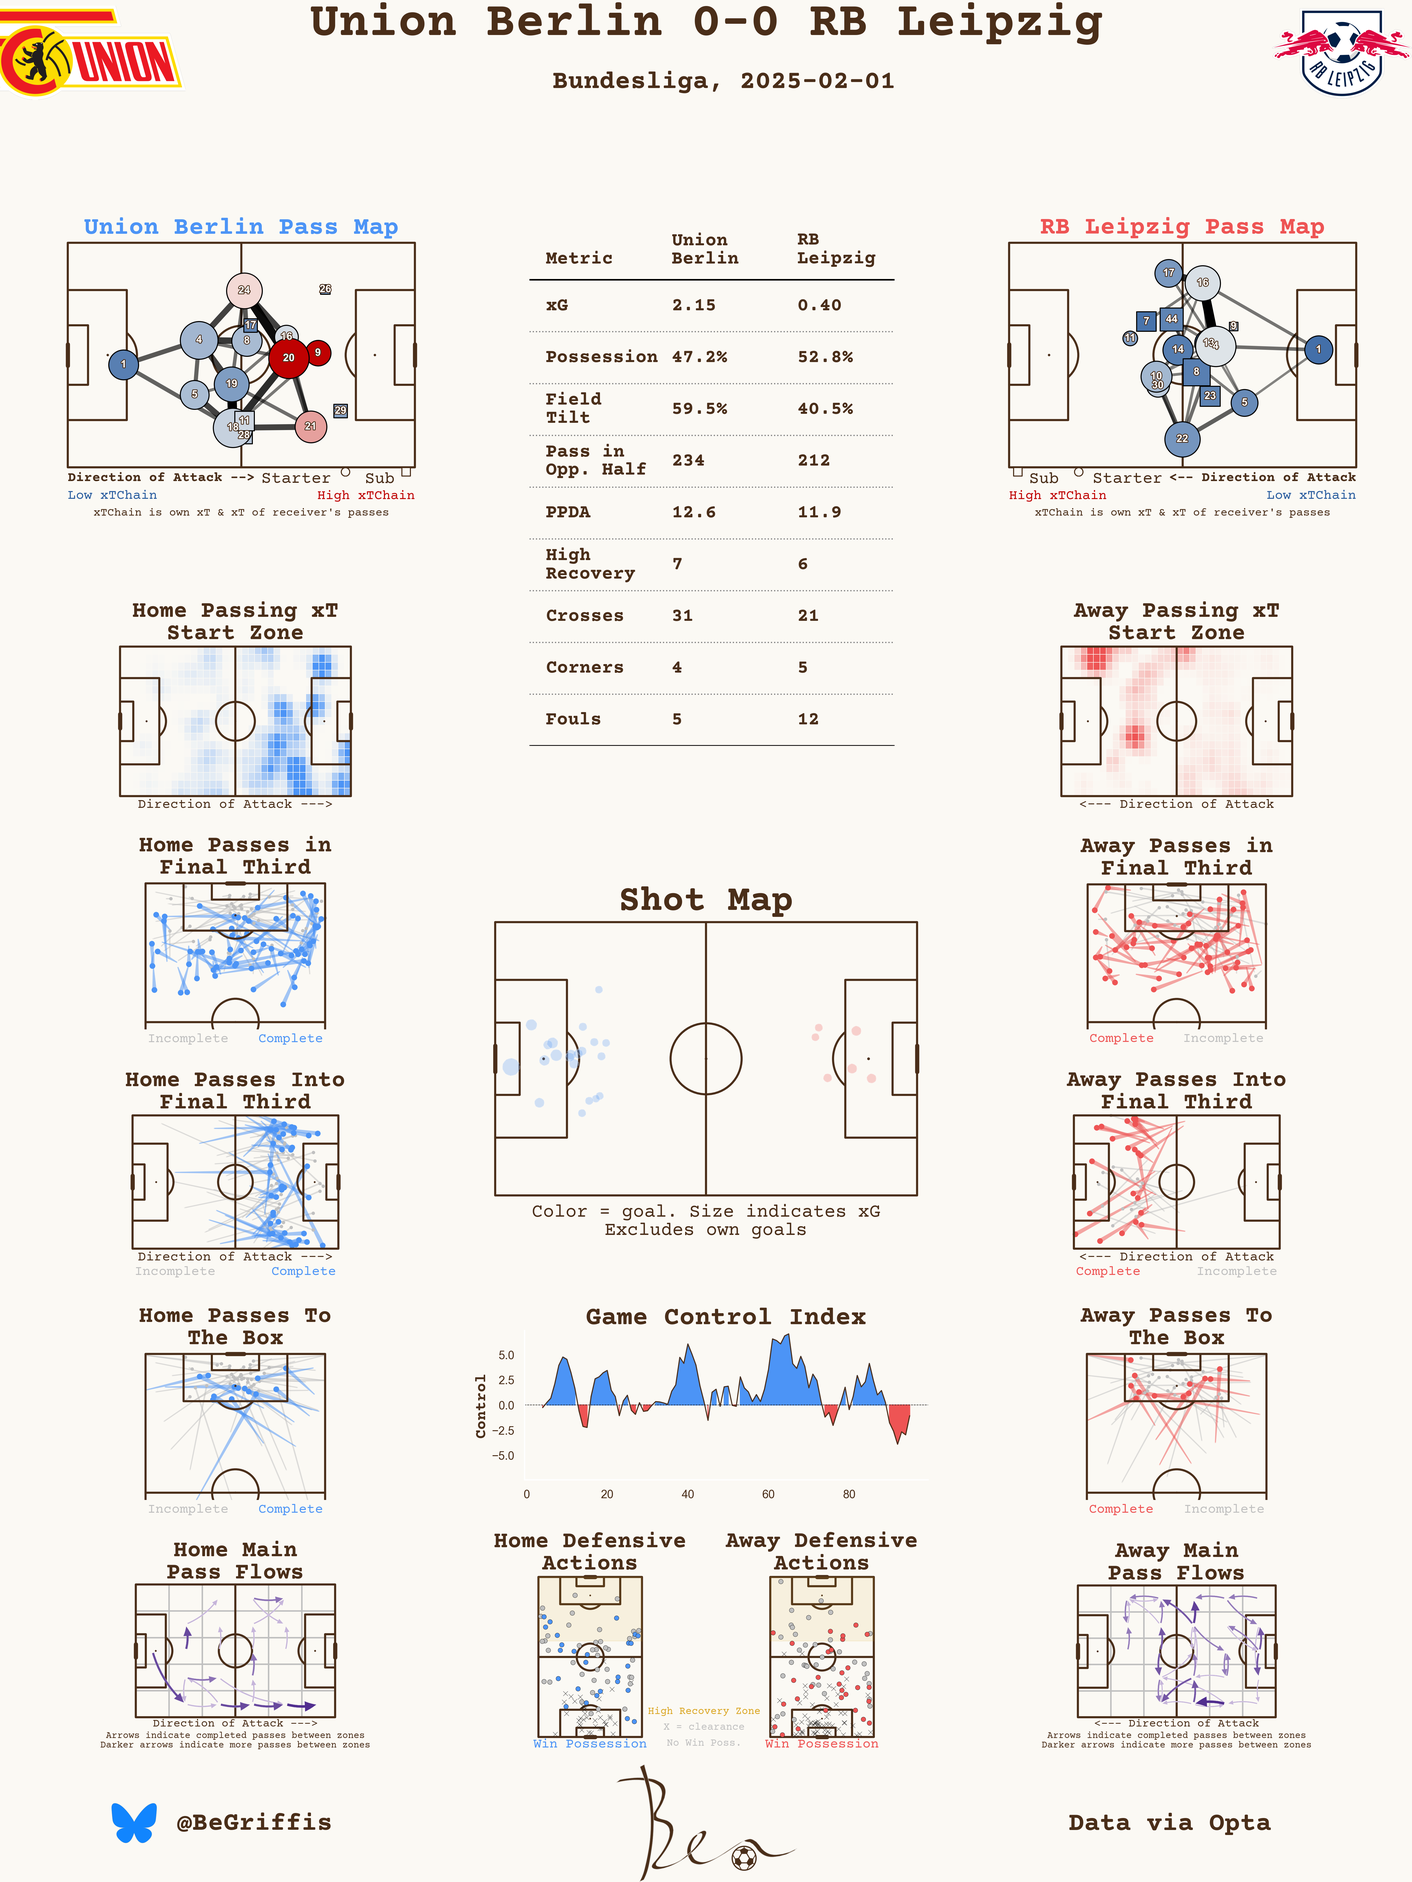 Union Berlin 0-0 RB Leipzig
Bundesliga, 2025-02-01
UNION
RB LEIPZIG
Union Berlin Pass Map
24
26
17
4
8
16
20
9
1
19
5
11
29
18
28
21
Direction of Attack --> Starter Sub
Low xTChain High xTChain
xTChain is own xT & xT of receiver's passes
Metric Union Berlin RB Leipzig
xG 2.15 0.40
Possession 47.2% 52.8%
Field Tilt 59.5% 40.5%
Pass in Opp. Half 234 212
PPDA 12.6 11.9
High Recovery 7 6
Crosses 31 21
Corners 4 5
Fouls 5 12
RB Leipzig Pass Map
17
16
7
44
9
11
14
13
4
1
10
8
30
23
5
22
Sub Starter <-- Direction of Attack
High xTChain Low xTChain
xTChain is own xT & xT of receiver's passes
Home Passing xT
Start Zone
Direction of Attack --->
Away Passing xT
Start Zone
<--- Direction of Attack
Home Passes in
Final Third
Incomplete Complete
Away Passes in
Final Third
Complete Incomplete
Shot Map
Color = goal. Size indicates xG
Excludes own goals
Home Passes Into
Final Third
Direction of Attack --->
Incomplete Complete
Away Passes Into
Final Third
<--- Direction of Attack
Complete Incomplete
Home Passes To
The Box
Incomplete Complete
Game Control Index
Control
5.0
2.5
0.0
−2.5
−5.0
0 20 40 60 80
Away Passes To
The Box
Complete Incomplete
Home Main
Pass Flows
Direction of Attack --->
Arrows indicate completed passes between zones
Darker arrows indicate more passes between zones
Home Defensive
Actions
Win Possession
High Recovery Zone
X = clearance
No Win Poss.
Away Defensive
Actions
Win Possession
Away Main
Pass Flows
<--- Direction of Attack
Arrows indicate completed passes between zones
Darker arrows indicate more passes between zones
@BeGriffis
Ben
Data via Opta